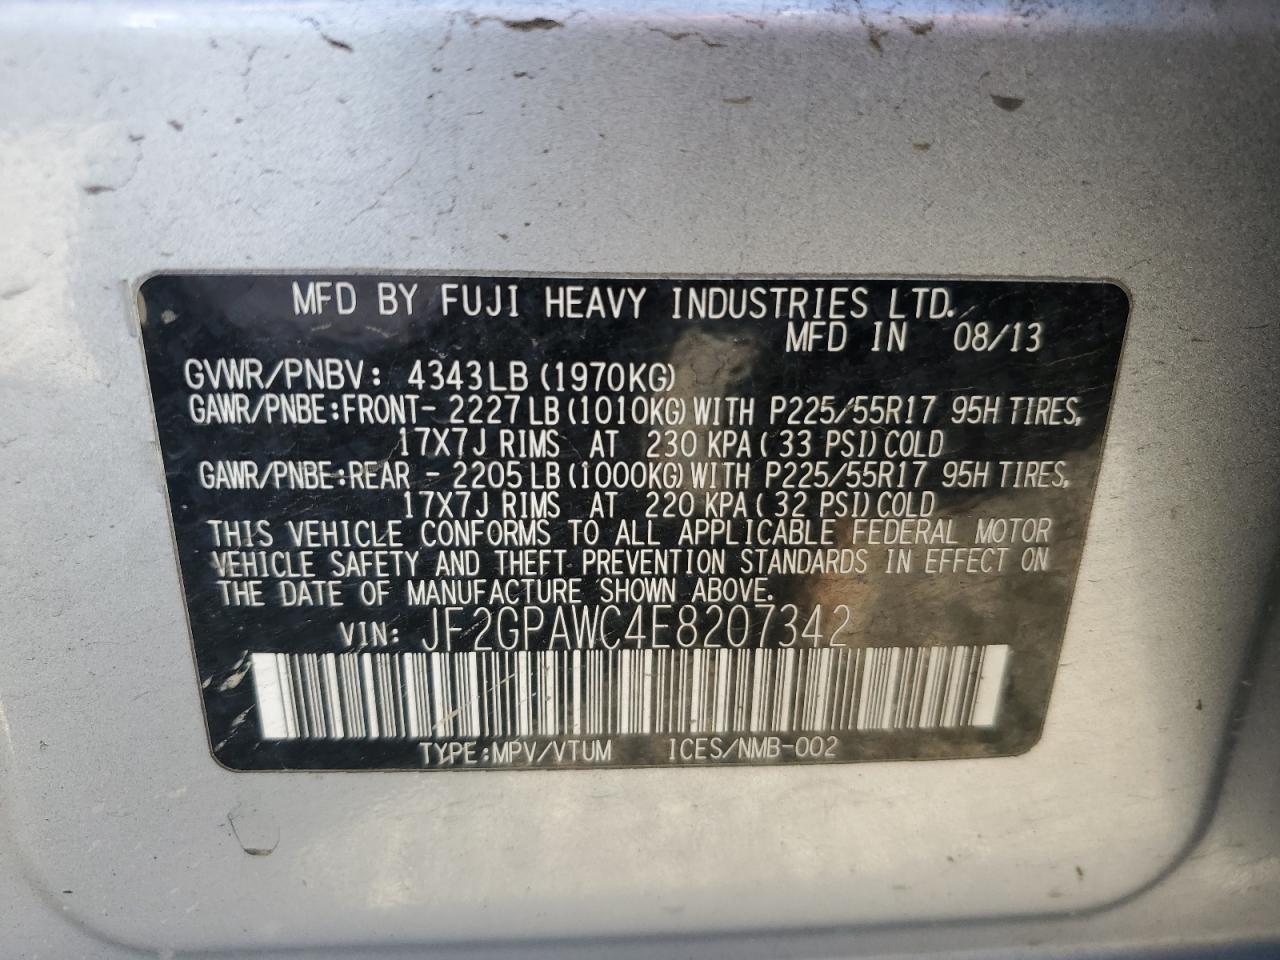 MFD BY FUJI HEAVY INDUSTRIES LTD.
MFD IN 08/13
GVWR/PNBV: 4343LB (1970KG)
GAWR/PNBE:FRONT- 2227 LB (1010KG) WITH P225/55R17 95H TIRES,
17X7J RIMS AT 230 KPA ( 33 PSI) COLD
GAWR/PNBE:REAR - 2205 LB (1000KG) WITH P225/55R17 95H TIRES,
17X7J RIMS AT 220 KPA ( 32 PSI) COLD
THIS VEHICLE CONFORMS TO ALL APPLICABLE FEDERAL MOTOR
VEHICLE SAFETY AND THEFT PREVENTION STANDARDS IN EFFECT ON
THE DATE OF MANUFACTURE SHOWN ABOVE.
VIN: JF2GPAWC4E8207342
TYPE:MPV/VTUM ICES/NMB-002